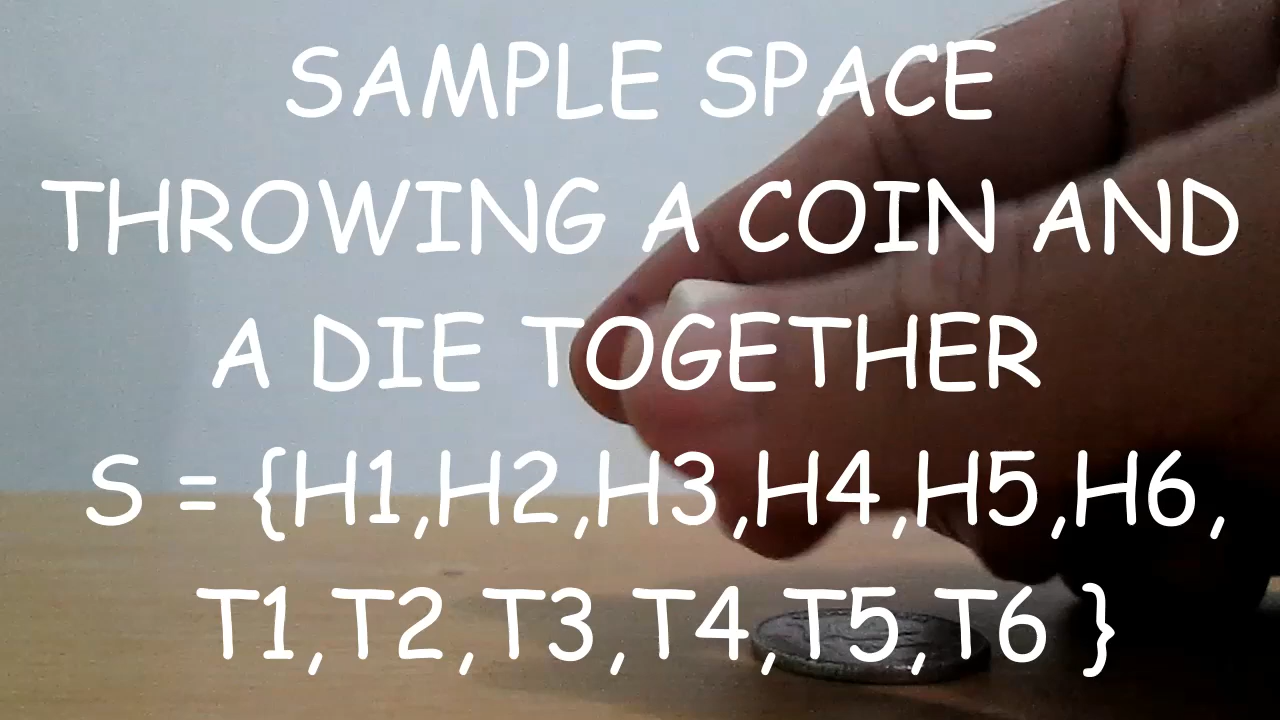 SAMPLE SPACE
THROWING A COIN AND
A DIE TOGETHER
S = {H1,H2,H3,H4,H5,H6,
T1,T2,T3,T4,T5,T6 }